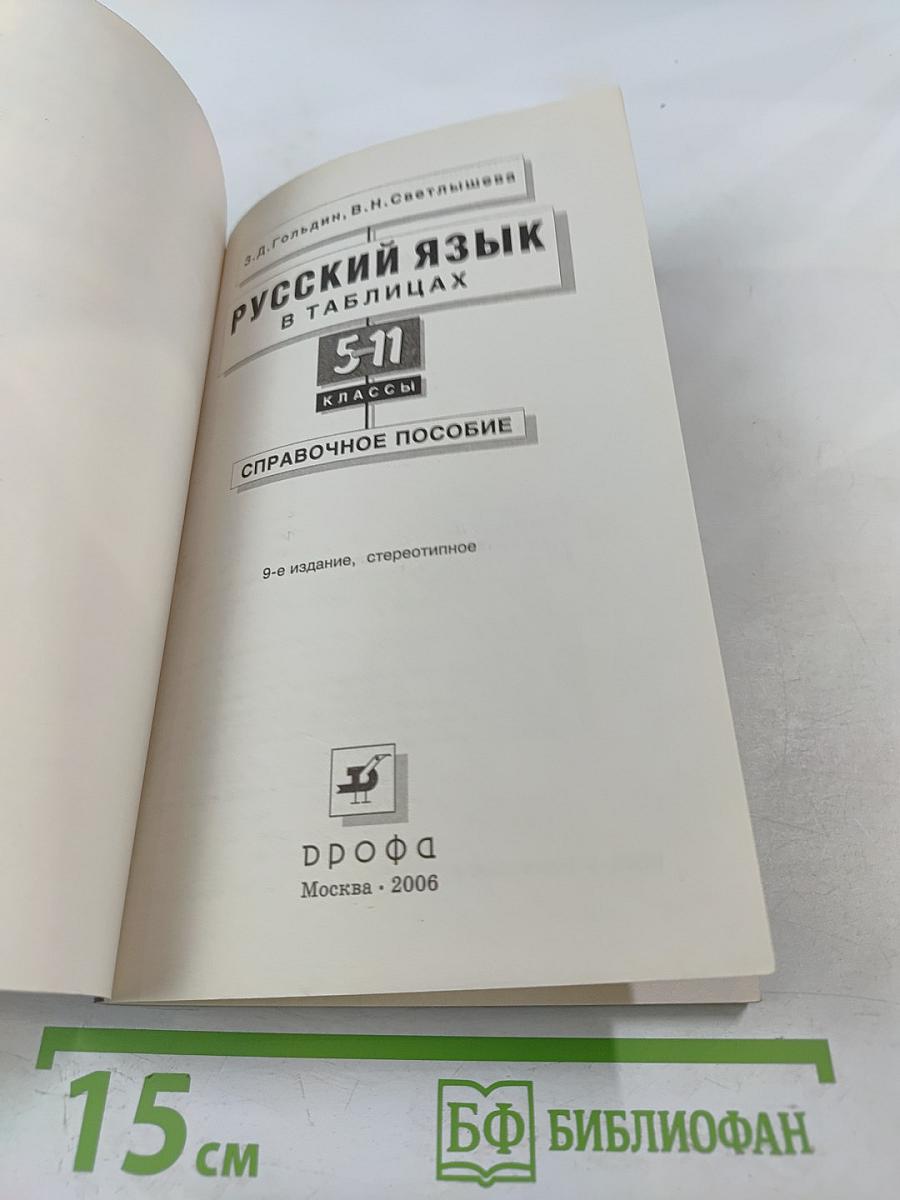 З.Д.Гольдин, В.Н.Светлышева
РУССКИЙ ЯЗЫК
В ТАБЛИЦАХ
5-11
КЛАССЫ
СПРАВОЧНОЕ ПОСОБИЕ
9-е издание, стереотипное
дрофа
Москва • 2006
15 см
БФ БИБЛИОФАН